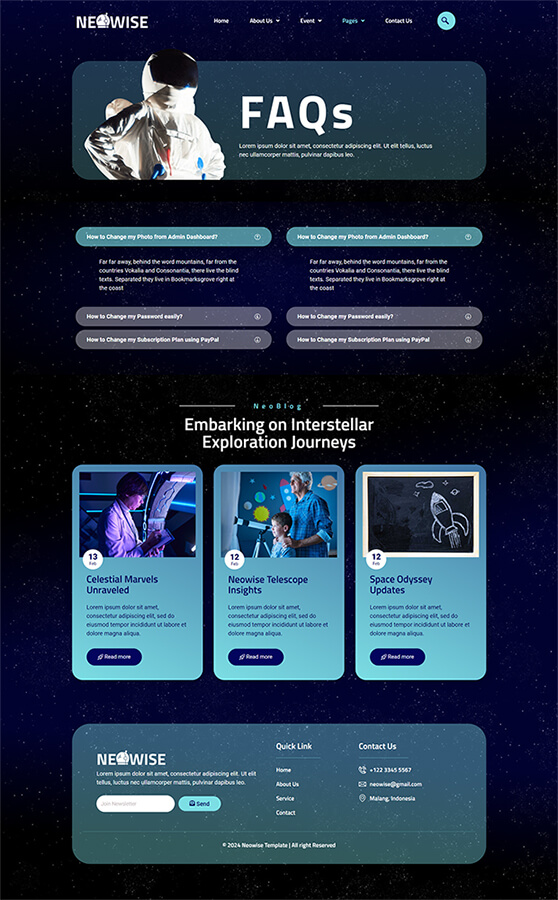 NEOWISE
Home About Us Event Pages Contact Us
FAQs
Lorem ipsum dolor sit amet, consectetur adipiscing elit. Ut elit tellus, luctus
nec ullamcorper mattis, pulvinar dapibus leo.
How to Change my Photo from Admin Dashboard?
Far far away, behind the word mountains, far from the
countries Vokalia and Consonantia, there live the blind
texts. Separated they live in Bookmarksgrove right at
the coast
How to Change my Password easily?
How to Change my Subscription Plan using PayPal
How to Change my Photo from Admin Dashboard?
Far far away, behind the word mountains, far from the
countries Vokalia and Consonantia, there live the blind
texts. Separated they live in Bookmarksgrove right at
the coast
How to Change my Password easily?
How to Change my Subscription Plan using PayPal
NeoBlog
Embarking on Interstellar
Exploration Journeys
13
Feb
Celestial Marvels
Unraveled
Lorem ipsum dolor sit amet,
consectetur adipiscing elit, sed do
eiusmod tempor incididunt ut labore et
dolore magna aliqua.
Read more
12
Feb
Neowise Telescope
Insights
Lorem ipsum dolor sit amet,
consectetur adipiscing elit, sed do
eiusmod tempor incididunt ut labore et
dolore magna aliqua.
Read more
12
Feb
Space Odyssey
Updates
Lorem ipsum dolor sit amet,
consectetur adipiscing elit, sed do
eiusmod tempor incididunt ut labore et
dolore magna aliqua.
Read more
NEOWISE
Lorem ipsum dolor sit amet, consectetur adipiscing elit. Ut elit
tellus, luctus nec ullamcorper mattis, pulvinar dapibus leo.
Join Newsletter
Send
Quick Link
Home
About Us
Service
Contact
Contact Us
+122 3345 5567
neowise@gmail.com
Malang, Indonesia
© 2024 Neowise Template | All right Reserved